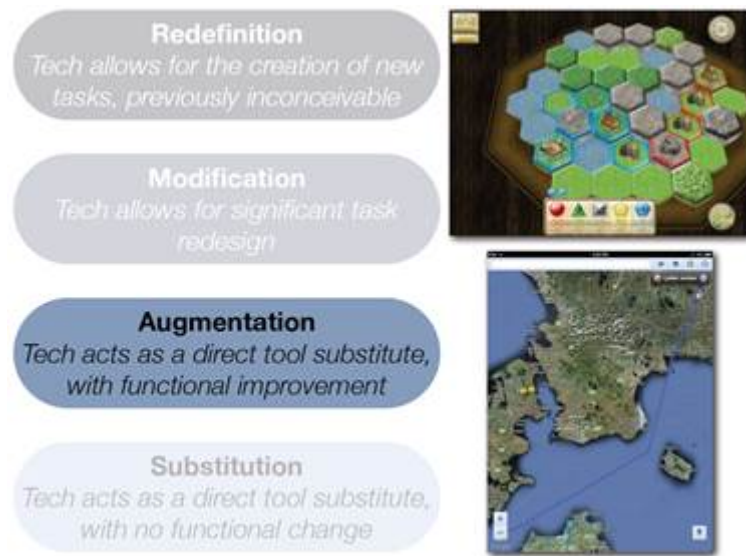 Redefinition
Tech allows for the creation of new
tasks, previously inconceivable
Modification
Tech allows for significant task
redesign
Augmentation
Tech acts as a direct tool substitute,
with functional improvement
Substitution
Tech acts as a direct tool substitute,
with no functional change